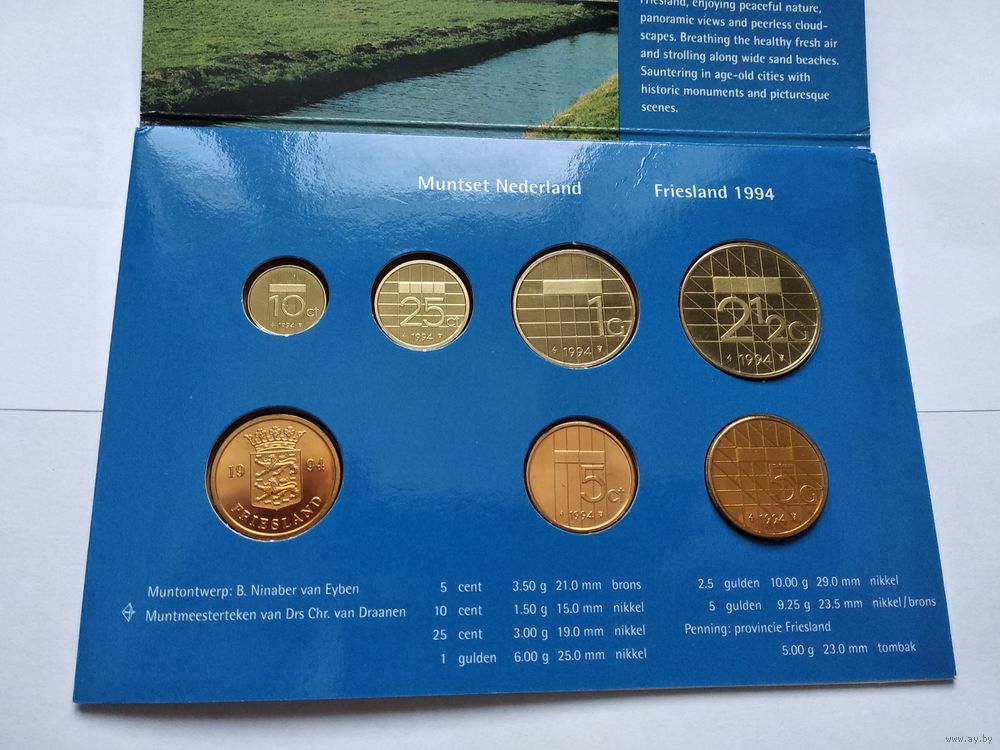 Friesland, enjoying peaceful nature,
panoramic views and peerless cloud-
scapes. Breathing the healthy fresh air
and strolling along wide sand beaches.
Sauntering in age-old cities with
historic monuments and picturesque
scenes.
Muntset Nederland
Friesland 1994
10 ct
1994
25 ct
1994
1 G
1994
2 1/2 G
1994
19 94
FRIESLAND
5 ct
1994
5 G
1994
Muntontwerp: B. Ninaber van Eyben
Muntmeesterteken van Drs Chr. van Draanen
5 cent 3.50 g 21.0 mm brons
10 cent 1.50 g 15.0 mm nikkel
25 cent 3.00 g 19.0 mm nikkel
1 gulden 6.00 g 25.0 mm nikkel
2.5 gulden 10.00 g 29.0 mm nikkel
5 gulden 9.25 g 23.5 mm nikkel/brons
Penning: provincie Friesland
5.00 g 23.0 mm tombak
www.ay.by